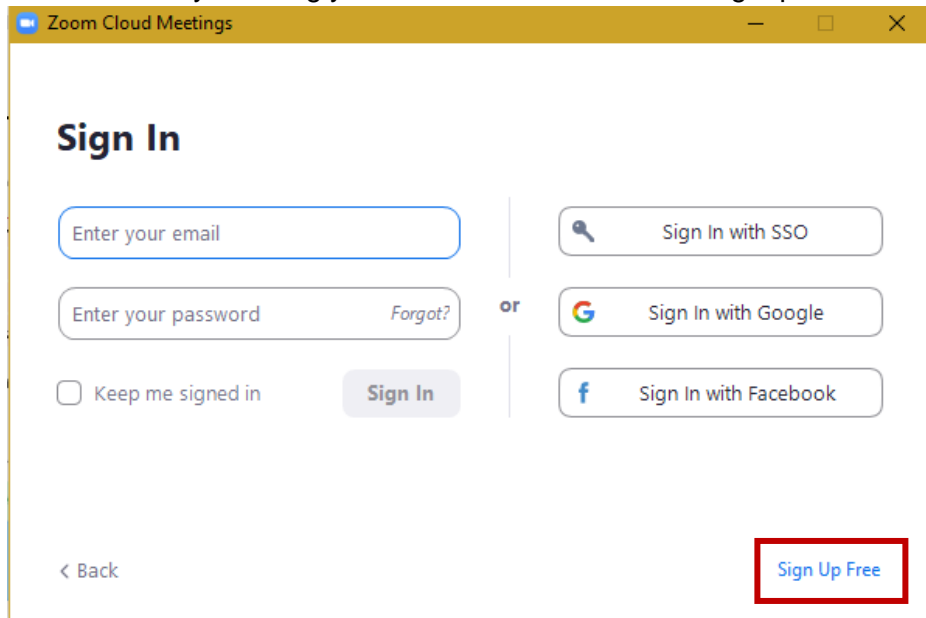 Zoom Cloud Meetings
Sign In
Enter your email
Enter your password Forgot?
Keep me signed in Sign In
or
Sign In with SSO
Sign In with Google
Sign In with Facebook
< Back
Sign Up Free